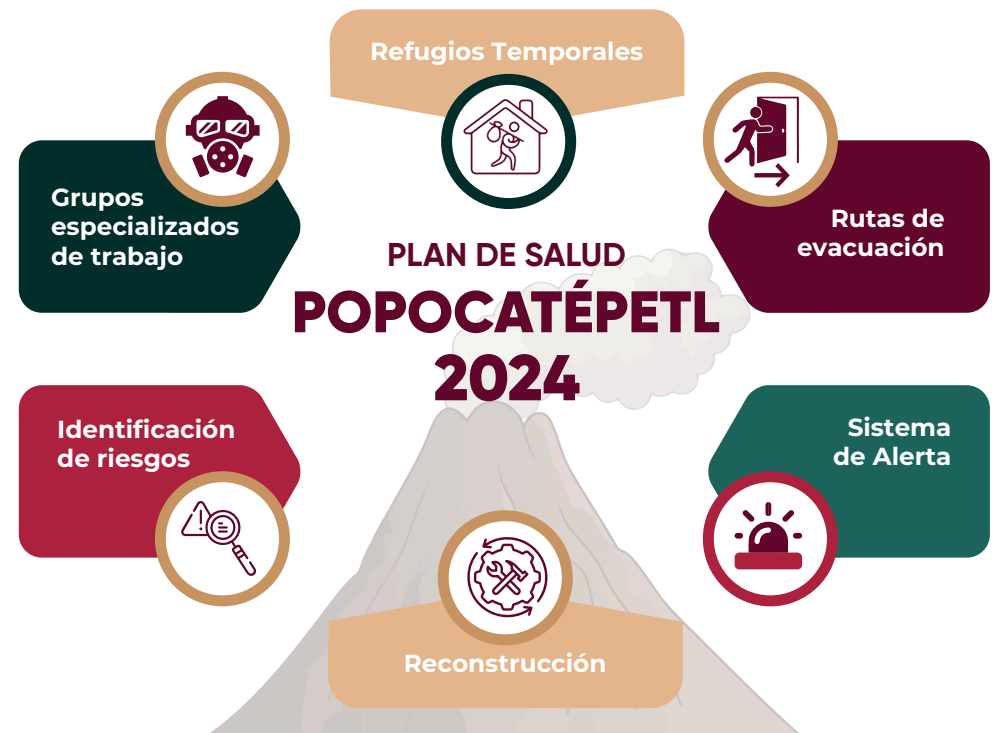 Refugios Temporales
Grupos
especializados
de trabajo
Rutas de
evacuación
PLAN DE SALUD
POPOCATÉPETL
2024
Identificación
de riesgos
Sistema
de Alerta
Reconstrucción